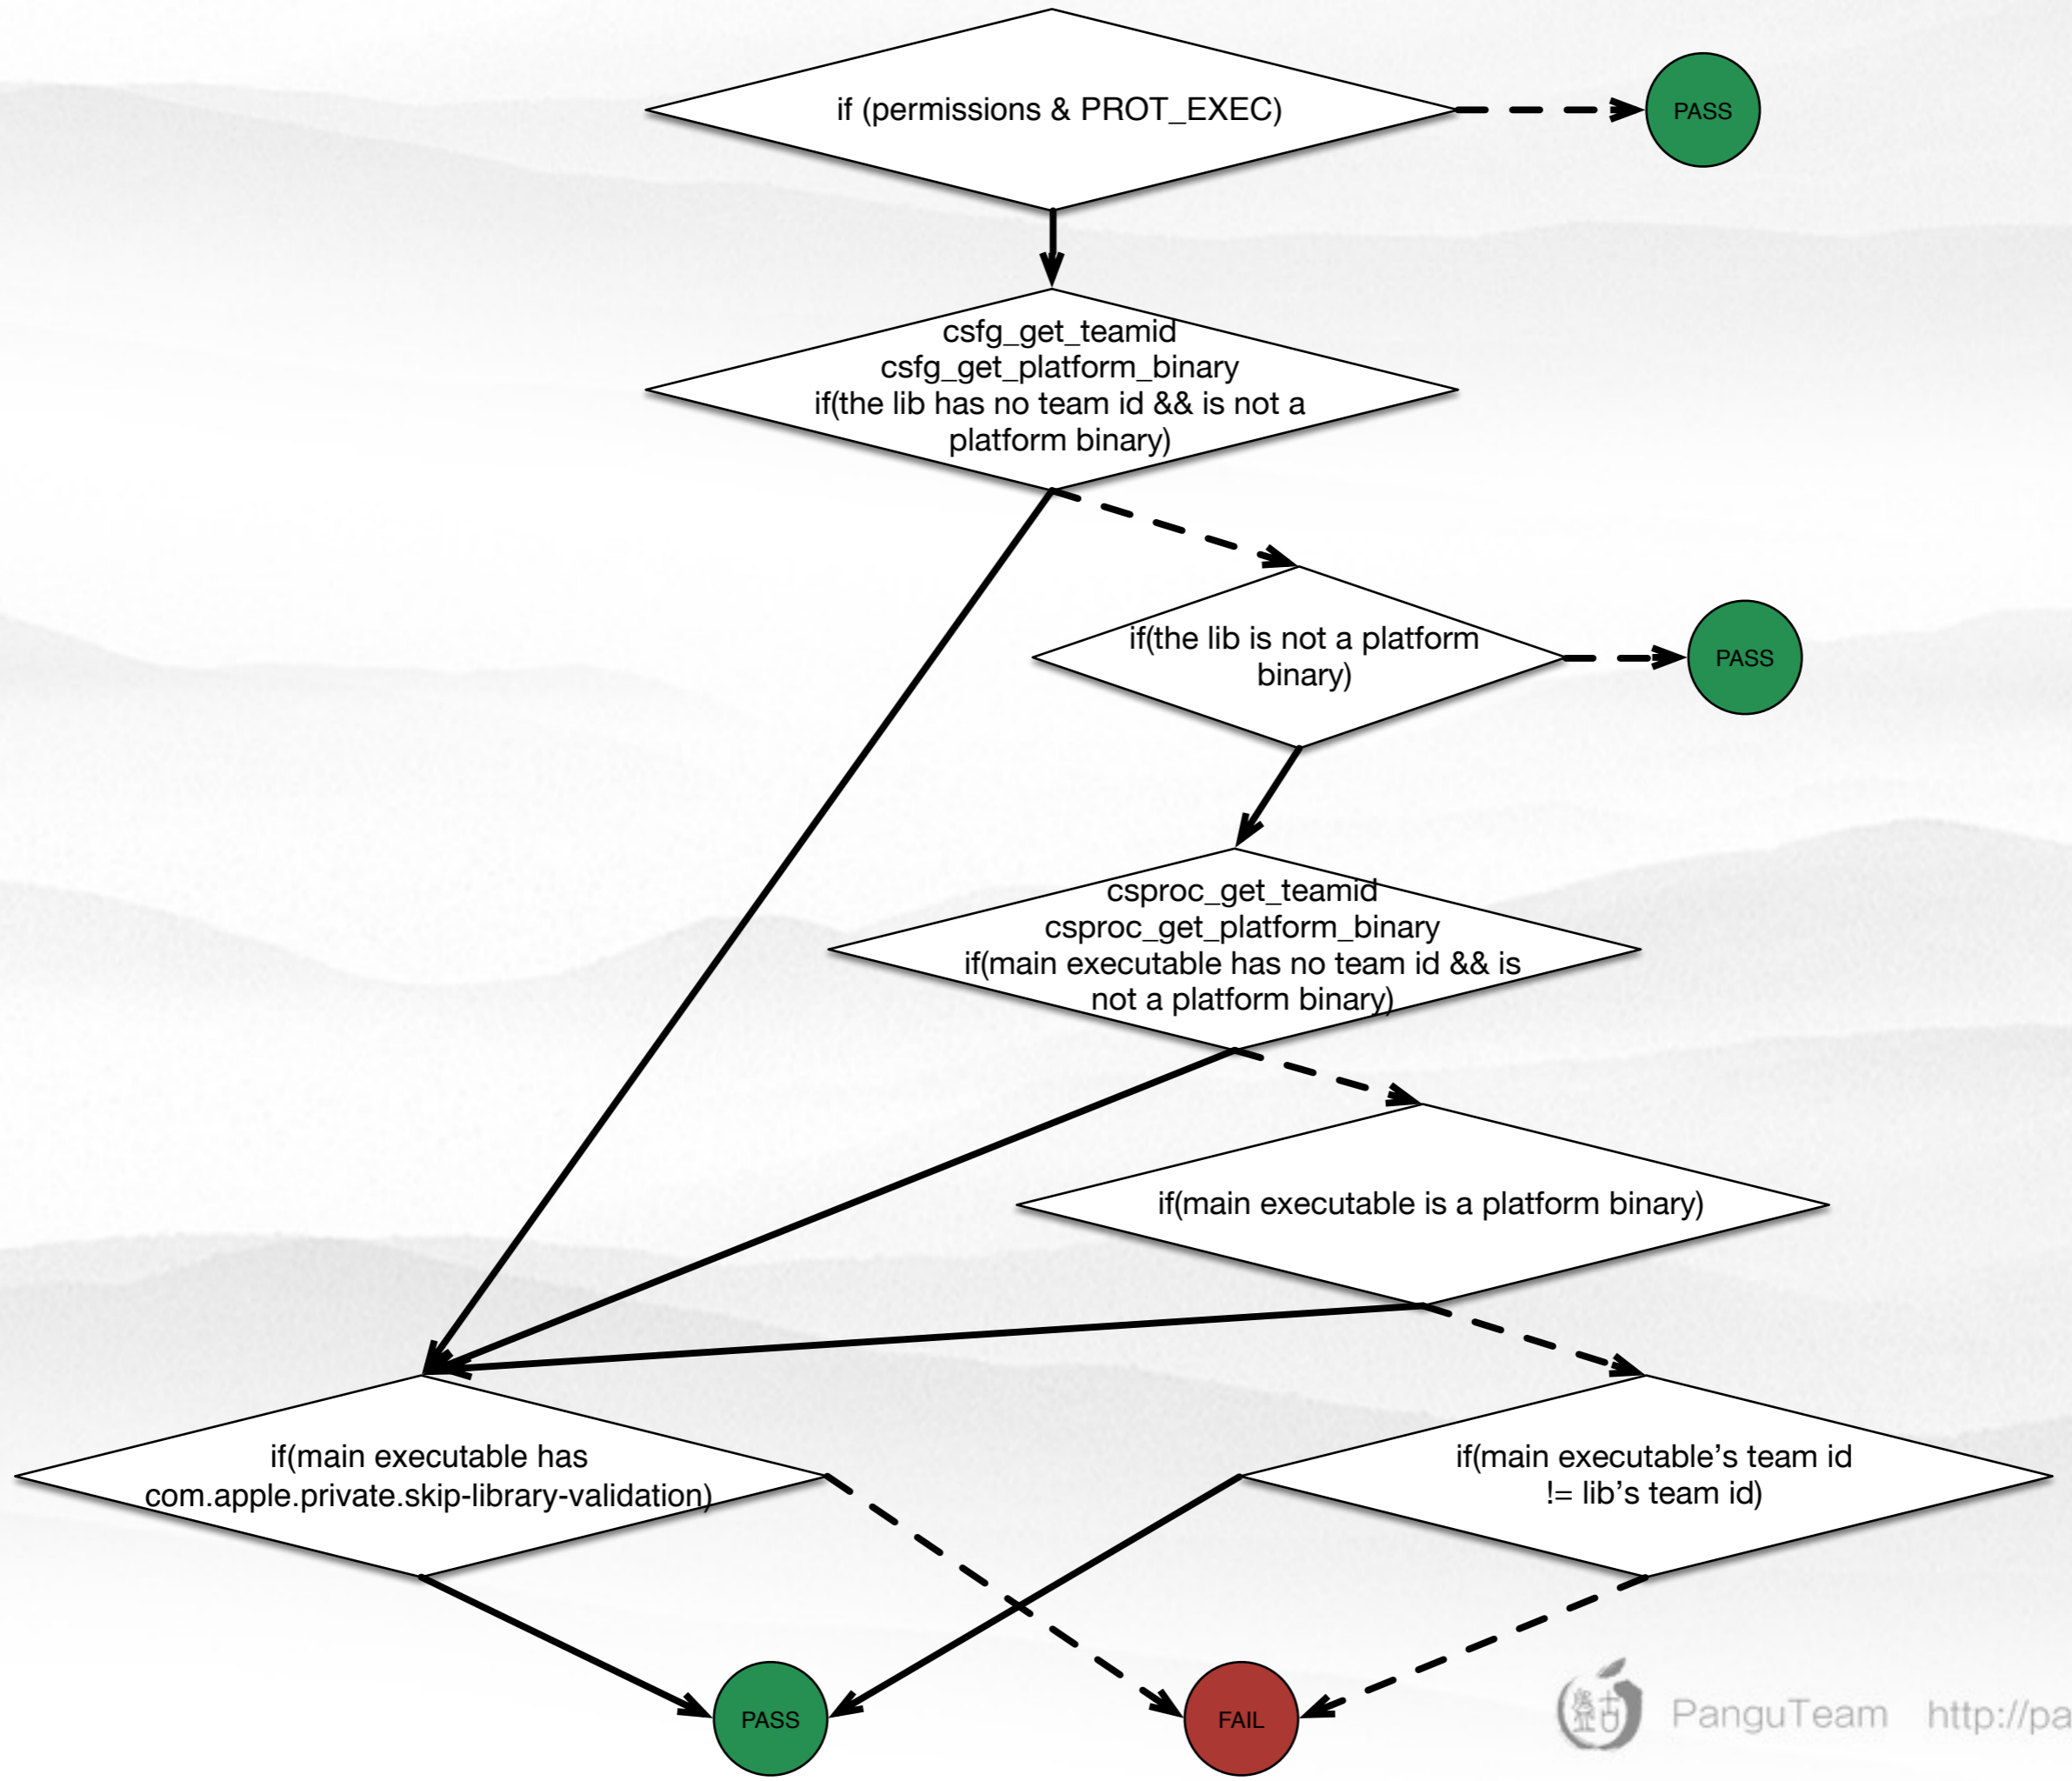 if (permissions & PROT_EXEC)
PASS
csfg_get_teamid
csfg_get_platform_binary
if(the lib has no team id && is not a
platform binary)
if(the lib is not a platform
binary)
PASS
csproc_get_teamid
csproc_get_platform_binary
if(main executable has no team id && is
not a platform binary)
if(main executable is a platform binary)
if(main executable has
com.apple.private.skip-library-validation)
if(main executable’s team id
!= lib’s team id)
PASS
FAIL
PanguTeam http://pa